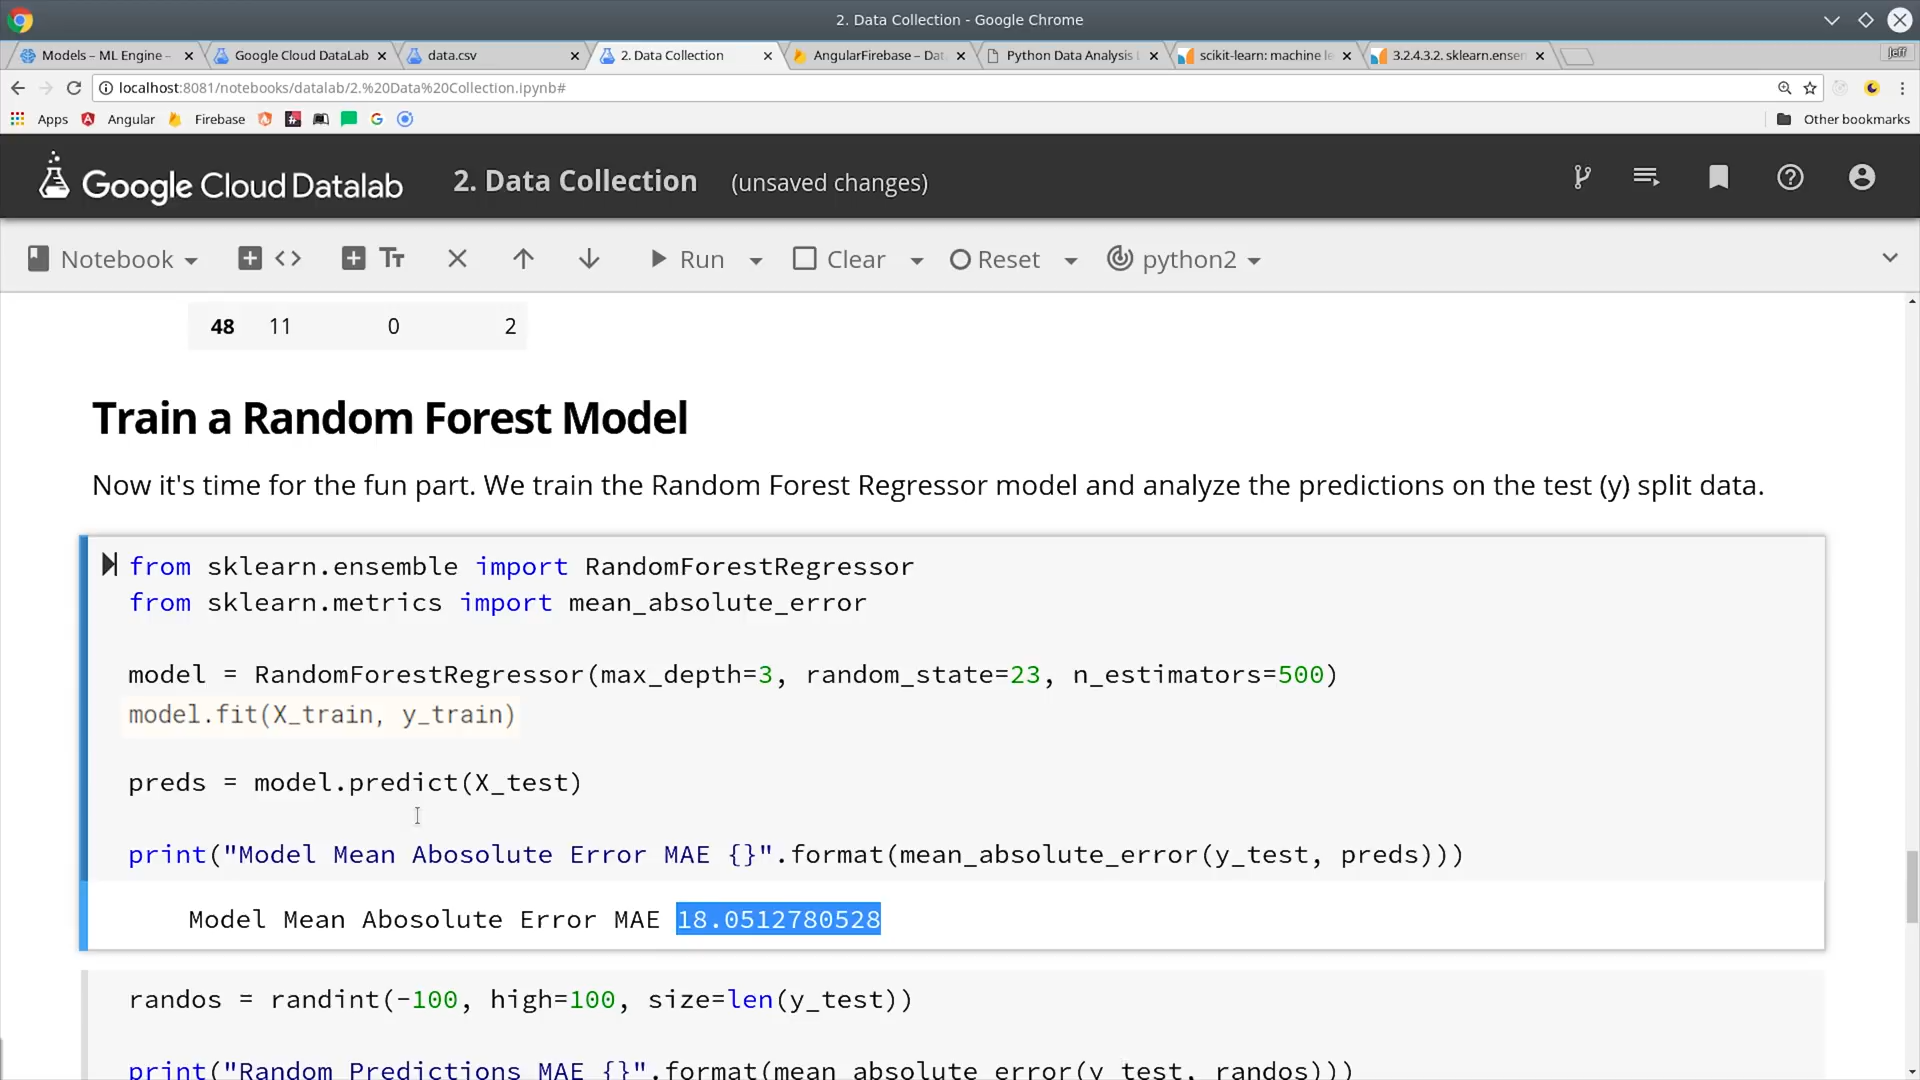 2. Data Collection - Google Chrome
Models – ML Engine -
Google Cloud DataLab
data.csv
2. Data Collection
AngularFirebase – Dat
Python Data Analysis L
scikit-learn: machine le
3.2.4.3.2. sklearn.ensem
Jeff
localhost:8081/notebooks/datalab/2.%20Data%20Collection.ipynb#
Apps Angular Firebase Other bookmarks
Google Cloud Datalab 2. Data Collection (unsaved changes)
Notebook Run Clear Reset python2
48 11 0 2
Train a Random Forest Model
Now it's time for the fun part. We train the Random Forest Regressor model and analyze the predictions on the test (y) split data.
from sklearn.ensemble import RandomForestRegressor
from sklearn.metrics import mean_absolute_error
model = RandomForestRegressor(max_depth=3, random_state=23, n_estimators=500)
model.fit(X_train, y_train)
preds = model.predict(X_test)
print("Model Mean Abosolute Error MAE {}".format(mean_absolute_error(y_test, preds)))
Model Mean Abosolute Error MAE 18.0512780528
randos = randint(-100, high=100, size=len(y_test))
print("Random Predictions MAE {}".format(mean_absolute_error(y_test, randos)))